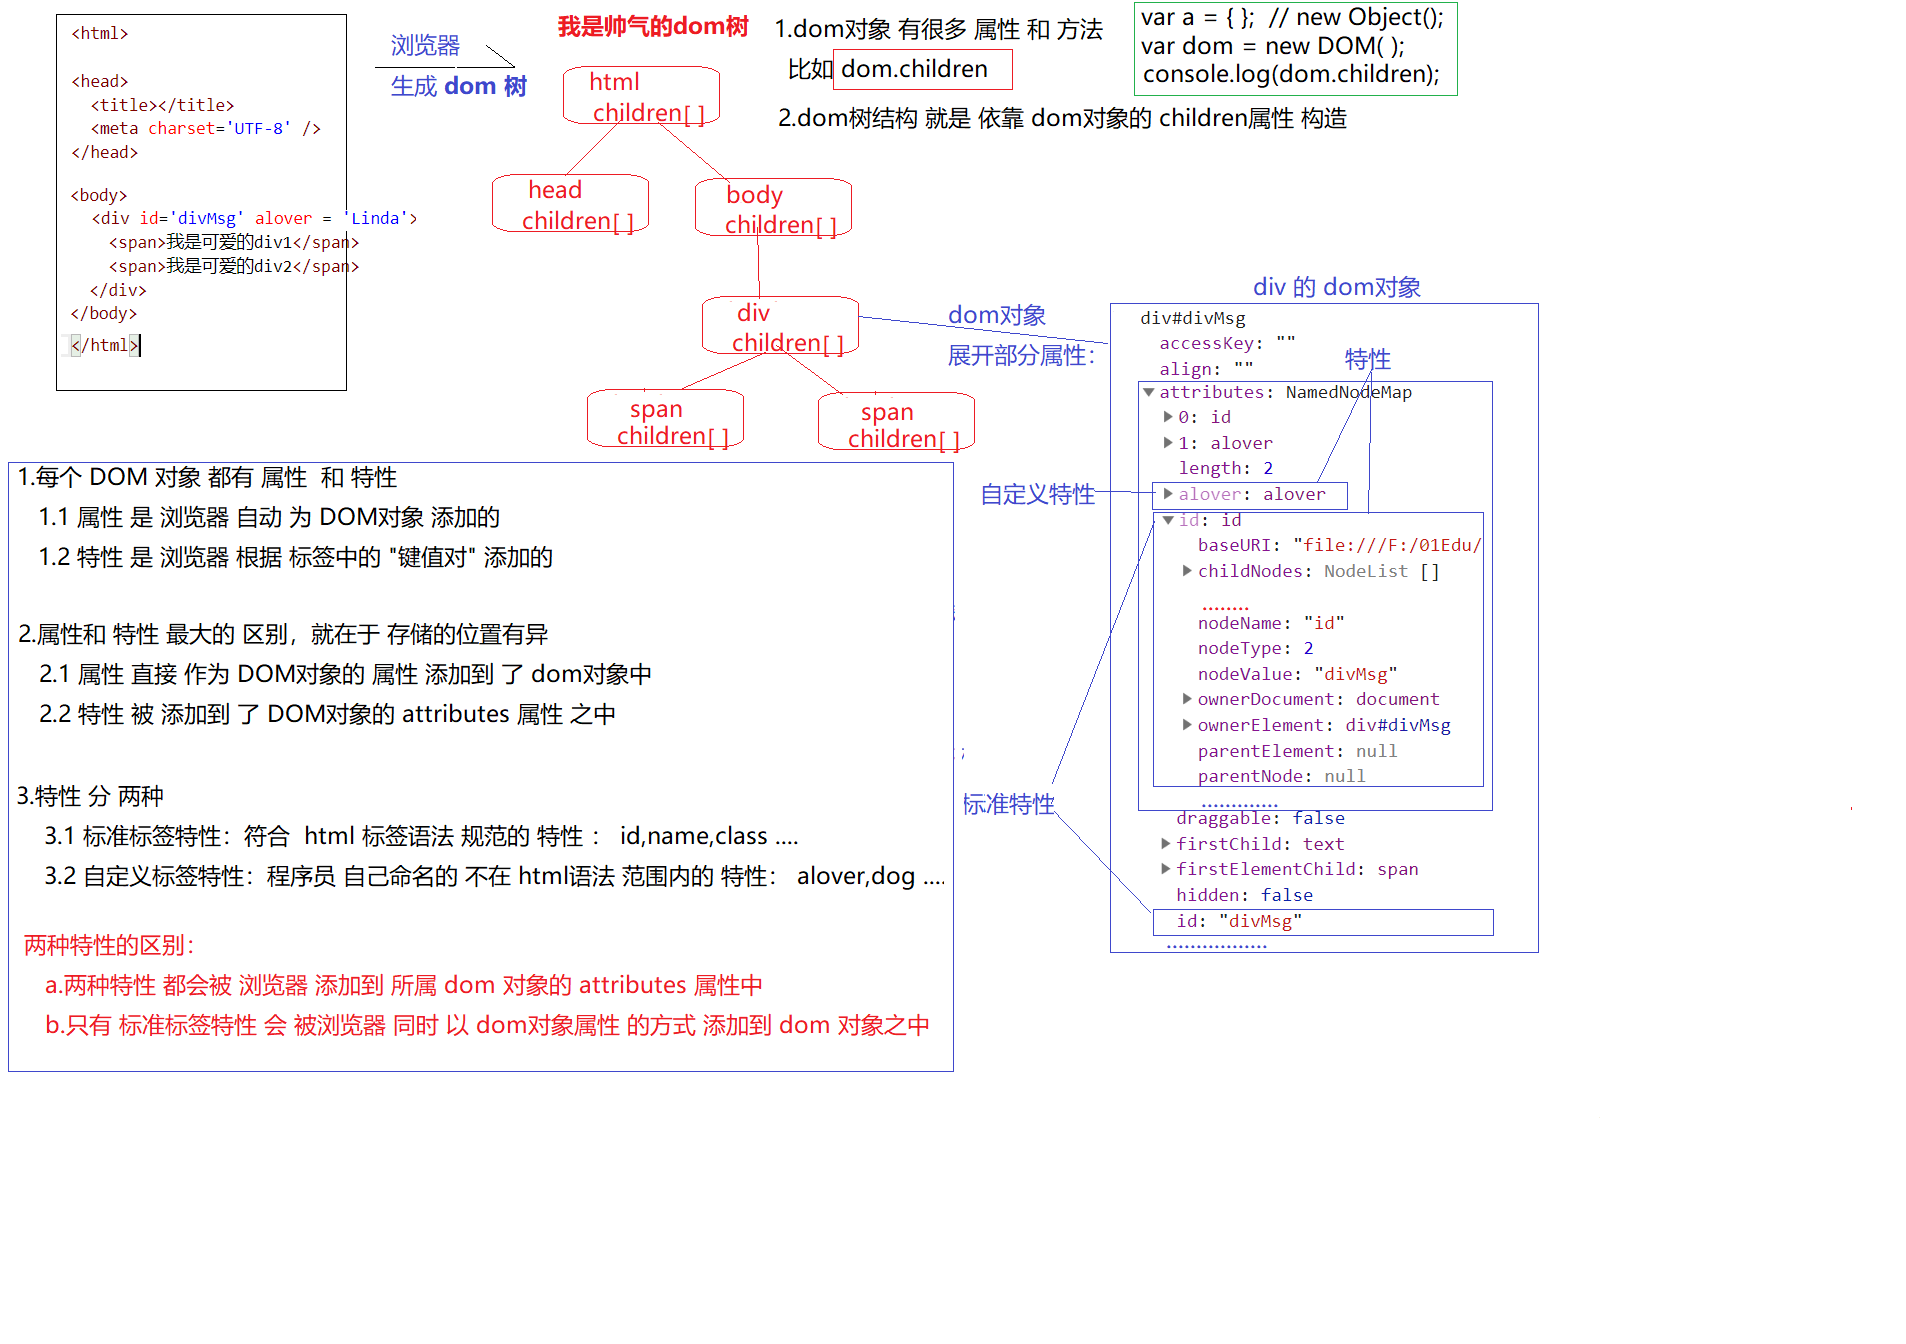 <html>
<head>
<title></title>
<meta charset='UTF-8' />
</head>
<body>
<div id='divMsg' alover = 'Linda'>
<span>我是可爱的div1</span>
<span>我是可爱的div2</span>
</div>
</body>
</html>
浏览器
生成 dom 树
我是帅气的dom树
html
children[ ]
head
children[ ]
body
children[ ]
div
children[ ]
span
children[ ]
span
children[ ]
1.dom对象 有很多 属性 和 方法
比如 dom.children
2.dom树结构 就是 依靠 dom对象的 children属性 构造
var a = { };  // new Object();
var dom = new DOM( );
console.log(dom.children);
dom对象
展开部分属性:
div 的 dom对象
div#divMsg
accessKey: ""
align: ""
特性
attributes: NamedNodeMap
0: id
1: alover
length: 2
自定义特性
alover: alover
id: id
baseURI: "file:///F:/01Edu/
childNodes: NodeList []
........
nodeName: "id"
nodeType: 2
nodeValue: "divMsg"
ownerDocument: document
ownerElement: div#divMsg
parentElement: null
parentNode: null
.............
标准特性
draggable: false
firstChild: text
firstElementChild: span
hidden: false
id: "divMsg"
.................
1.每个 DOM 对象 都有 属性  和 特性
1.1 属性 是 浏览器 自动 为 DOM对象 添加的
1.2 特性 是 浏览器 根据 标签中的 "键值对" 添加的
2.属性和 特性 最大的 区别，就在于 存储的位置有异
2.1 属性 直接 作为 DOM对象的 属性 添加到 了 dom对象中
2.2 特性 被 添加到 了 DOM对象的 attributes 属性 之中
3.特性 分 两种
3.1 标准标签特性：符合  html 标签语法 规范的 特性 ： id,name,class ....
3.2 自定义标签特性：程序员 自己命名的 不在 html语法 范围内的 特性： alover,dog ....
两种特性的区别：
a.两种特性 都会被 浏览器 添加到 所属 dom 对象的 attributes 属性中
b.只有 标准标签特性 会 被浏览器 同时 以 dom对象属性 的方式 添加到 dom 对象之中